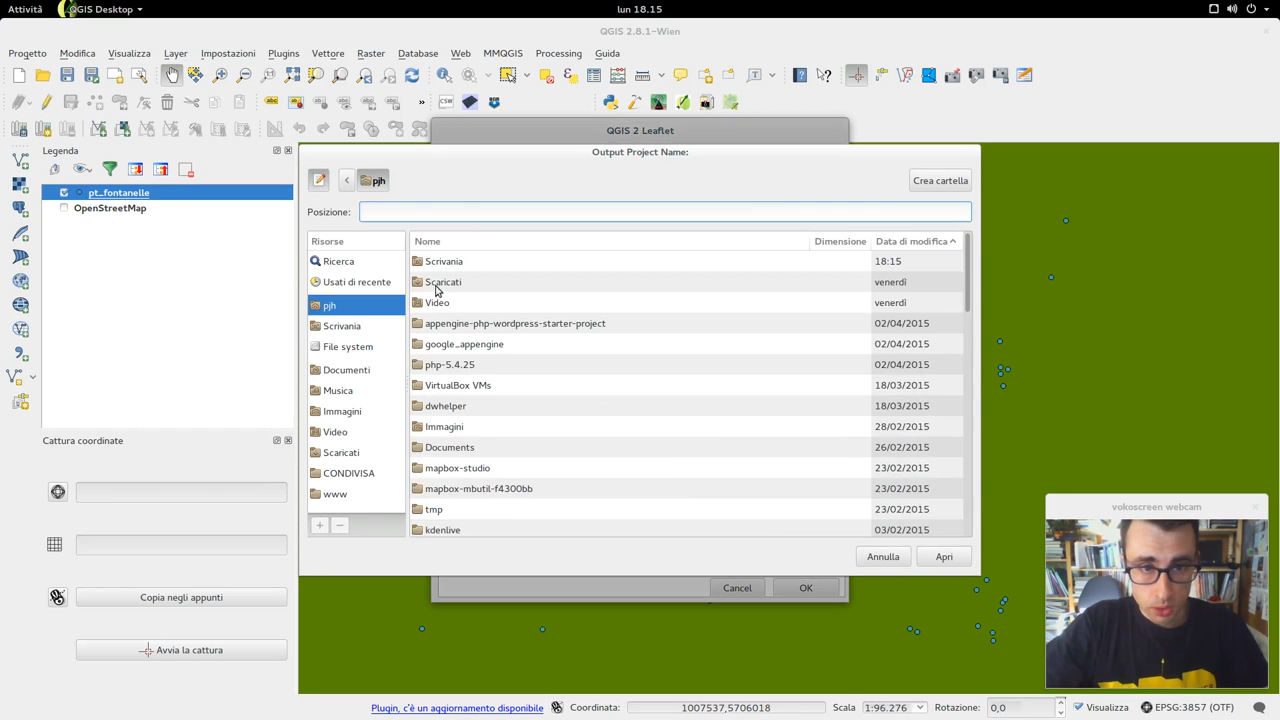 Attività QGIS Desktop lun 18.15
QGIS 2.8.1-Wien
Progetto Modifica Visualizza Layer Impostazioni Plugins Vettore Raster Database Web MMQGIS Processing Guida
CSW
QGIS 2 Leaflet
Legenda
Output Project Name:
pjh Crea cartella
pt_fontanelle
OpenStreetMap
Posizione:
Risorse Nome Dimensione Data di modifica
Ricerca Scrivania 18:15
Usati di recente Scaricati venerdì
pjh Video venerdì
Scrivania appengine-php-wordpress-starter-project 02/04/2015
File system google_appengine 02/04/2015
php-5.4.25 02/04/2015
Documenti VirtualBox VMs 18/03/2015
Musica dwhelper 18/03/2015
Immagini Immagini 28/02/2015
Video Documents 26/02/2015
Cattura coordinate
Scaricati mapbox-studio 23/02/2015
CONDIVISA mapbox-mbutil-f4300bb 23/02/2015
www tmp 23/02/2015
kdenlive 03/02/2015
vokoscreen webcam
Annulla Apri
Cancel OK
Copia negli appunti
Avvia la cattura
Plugin, c'è un aggiornamento disponibile Coordinata: 1007537,5706018 Scala 1:96.276 Rotazione: 0,0 Visualizza EPSG:3857 (OTF)